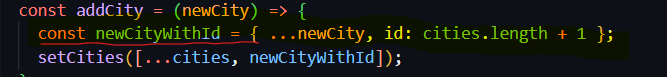 const addCity = (newCity) => {
const newCityWithId = { ...newCity, id: cities.length + 1 };
setCities([...cities, newCityWithId]);